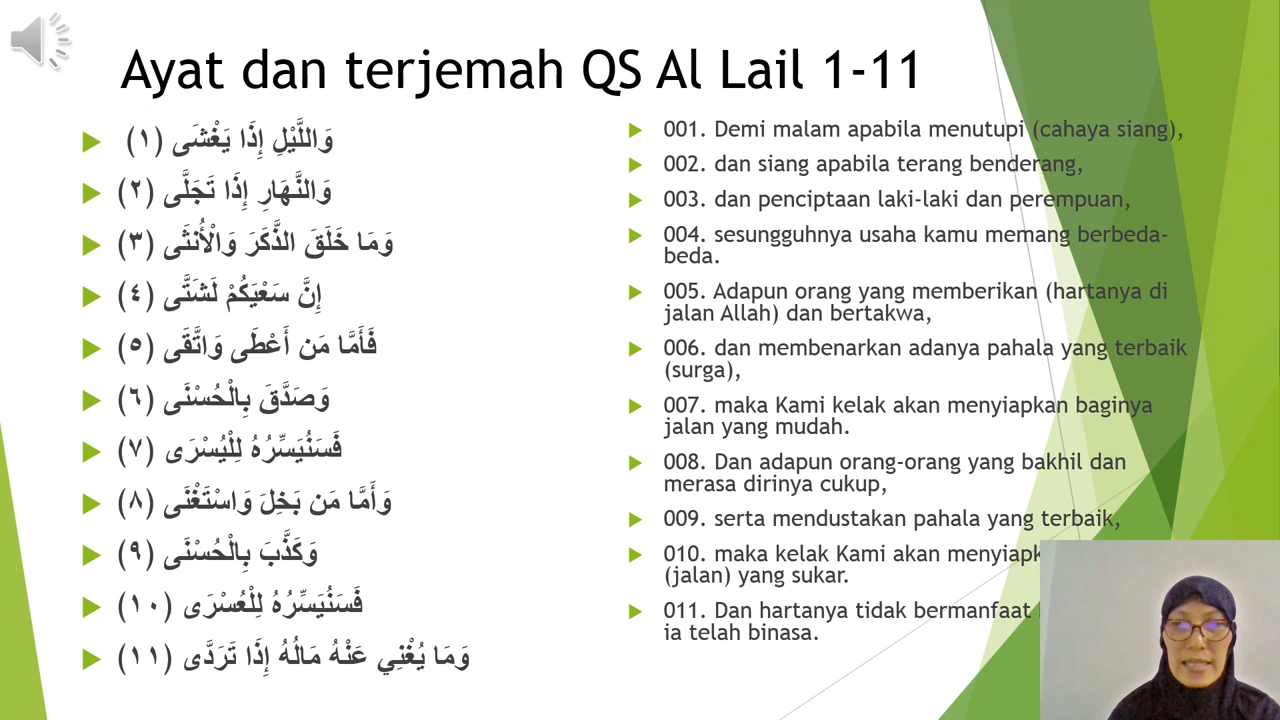 Ayat dan terjemah QS Al Lail 1-11
وَاللَّيْلِ إِذَا يَغْشَى (١)
وَالنَّهَارِ إِذَا تَجَلَّى (٢)
وَمَا خَلَقَ الذَّكَرَ وَالْأُنثَى (٣)
إِنَّ سَعْيَكُمْ لَشَتَّى (٤)
فَأَمَّا مَن أَعْطَى وَاتَّقَى (٥)
وَصَدَّقَ بِالْحُسْنَى (٦)
فَسَنُيَسِّرُهُ لِلْيُسْرَى (٧)
وَأَمَّا مَن بَخِلَ وَاسْتَغْنَى (٨)
وَكَذَّبَ بِالْحُسْنَى (٩)
فَسَنُيَسِّرُهُ لِلْعُسْرَى (١٠)
وَمَا يُغْنِي عَنْهُ مَالُهُ إِذَا تَرَدَّى (١١)
001. Demi malam apabila menutupi (cahaya siang),
002. dan siang apabila terang benderang,
003. dan penciptaan laki-laki dan perempuan,
004. sesungguhnya usaha kamu memang berbeda-
beda.
005. Adapun orang yang memberikan (hartanya di
jalan Allah) dan bertakwa,
006. dan membenarkan adanya pahala yang terbaik
(surga),
007. maka Kami kelak akan menyiapkan baginya
jalan yang mudah.
008. Dan adapun orang-orang yang bakhil dan
merasa dirinya cukup,
009. serta mendustakan pahala yang terbaik,
010. maka kelak Kami akan menyiapk
(jalan) yang sukar.
011. Dan hartanya tidak bermanfaat
ia telah binasa.